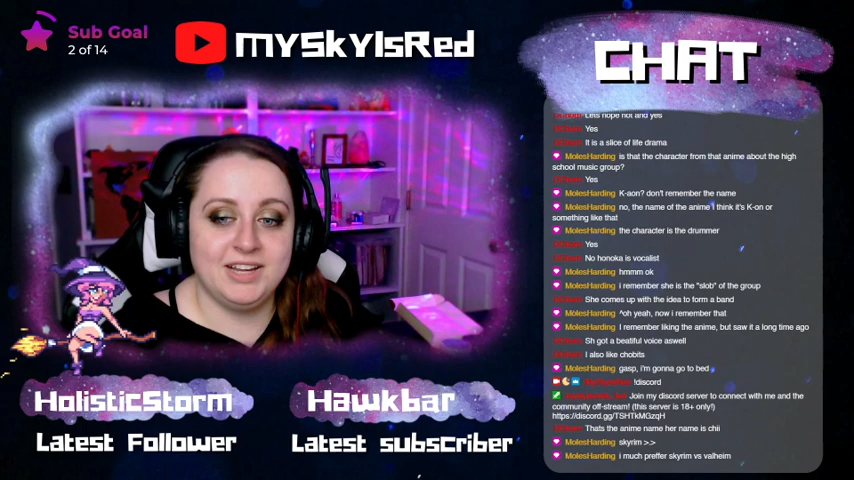 Sub Goal
2 of 14
MYSkYIsRed
CHAT
Lets hope not and yes
Yes
It is a slice of life drama
MolesHarding is that the character from that anime about the high
school music group?
Yes
MolesHarding K-aon? don't remember the name
MolesHarding no, the name of the anime I think it's K-on or
something like that
MolesHarding the character is the drummer
Yes
No honoka is vocalist
MolesHarding hmmm ok
MolesHarding i remember she is the "slob" of the group
She comes up with the idea to form a band
MolesHarding ^oh yeah, now i remember that
MolesHarding I remember liking the anime, but saw it a long time ago
Sh got a beatiful voice aswell
I also like chobits
MolesHarding gasp, i'm gonna go to bed
!discord
Join my discord server to connect with me and the
community off-stream! (this server is 18+ only!)
https://discord.gg/TSHTkMGzqH
Thats the anime name her name is chii
MolesHarding skyrim >.>
MolesHarding i much preffer skyrim vs valheim
HolisticStorm
Latest Follower
Hawkbar
Latest subscriber